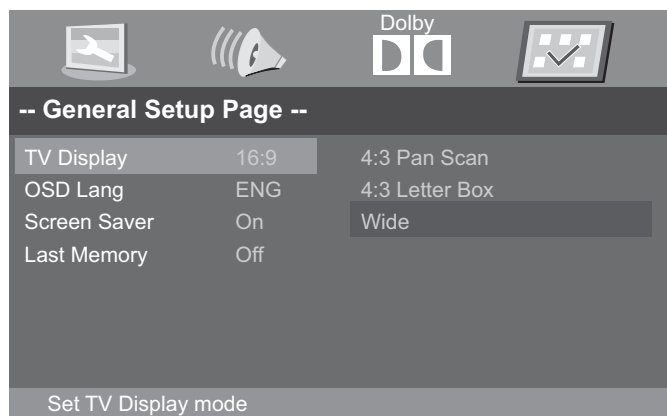 Dolby
-- General Setup Page --
TV Display 16:9 4:3 Pan Scan
OSD Lang ENG 4:3 Letter Box
Screen Saver On Wide
Last Memory Off
Set TV Display mode